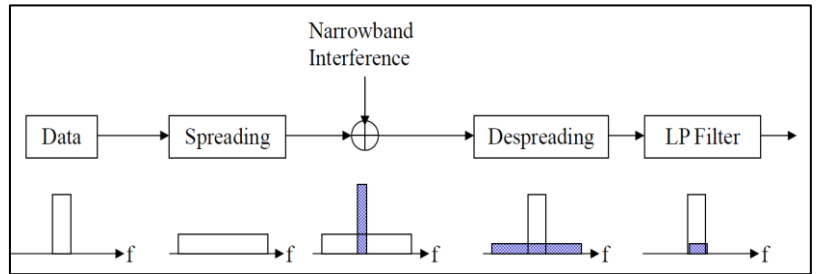 Narrowband
Interference
Data
Spreading
Despreading
LP Filter
f
f
f
f
f